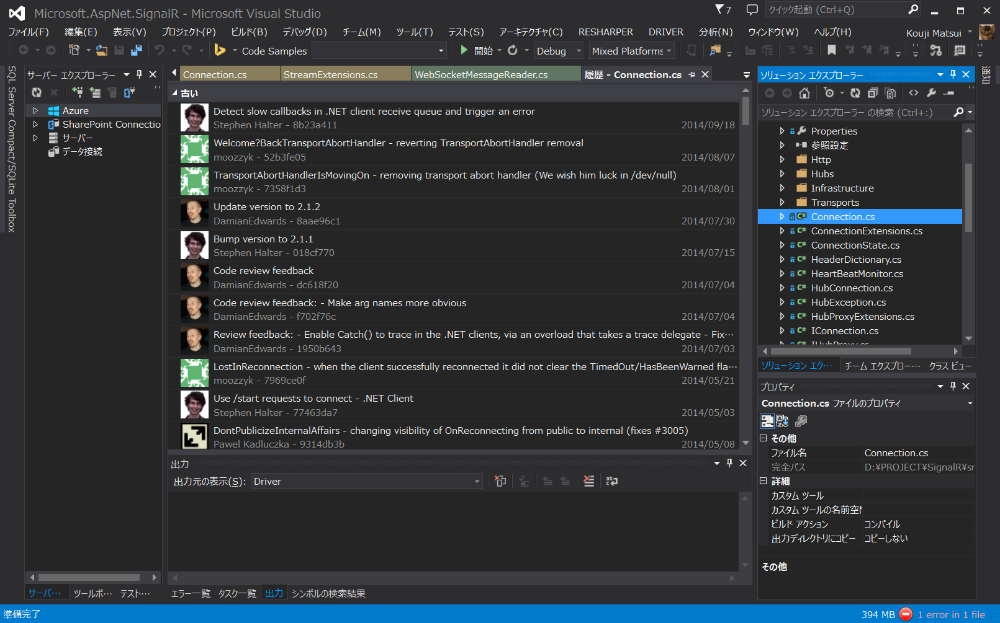 Microsoft.AspNet.SignalR - Microsoft Visual Studio
7
クイック起動 (Ctrl+Q)
ファイル(F) 編集(E) 表示(V) プロジェクト(P) ビルド(B) デバッグ(D) チーム(M) ツール(T) テスト(S) アーキテクチャ(C) RESHARPER DRIVER 分析(N) ウィンドウ(W) ヘルプ(H)
Kouji Matsui
Code Samples
開始
Debug
Mixed Platforms
SQL Server Compact/SQLite Toolbox
サーバー エクスプローラー
Azure
SharePoint Connectio
サーバー
データ接続
サーバー… ツールボ… テスト…
Connection.cs StreamExtensions.cs WebSocketMessageReader.cs 履歴 - Connection.cs
古い
Detect slow callbacks in .NET client receive queue and trigger an error
Stephen Halter - 8b23a411 2014/09/18
Welcome?BackTransportAbortHandler - reverting TransportAbortHandler removal
moozzyk - 52b3fe05 2014/08/07
TransportAbortHandlerIsMovingOn - removing transport abort handler (We wish him luck in /dev/null)
moozzyk - 7358f1d3 2014/08/01
Update version to 2.1.2
DamianEdwards - 8aae96c1 2014/07/30
Bump version to 2.1.1
Stephen Halter - 018cf770 2014/07/15
Code review feedback
DamianEdwards - dc618f20 2014/07/04
Code review feedback: - Make arg names more obvious
DamianEdwards - f702f76c 2014/07/04
Review feedback: - Enable Catch() to trace in the .NET clients, via an overload that takes a trace delegate - Fix…
DamianEdwards - 1950b643 2014/07/03
LostInReconnection - when the client successfully reconnected it did not clear the TimedOut/HasBeenWarned fla…
moozzyk - 7969ce0f 2014/05/21
Use /start requests to connect - .NET Client
Stephen Halter - 77463da7 2014/05/03
DontPublicizeInternalAffairs - changing visibility of OnReconnecting from public to internal (fixes #3005)
Pawel Kadluczka - 9314db3b 2014/05/08
出力
出力元の表示(S): Driver
エラー一覧 タスク一覧 出力 シンボルの検索結果
ソリューション エクスプローラー
ソリューション エクスプローラー の検索 (Ctrl+:)
Properties
参照設定
Http
Hubs
Infrastructure
Transports
Connection.cs
ConnectionExtensions.cs
ConnectionState.cs
HeaderDictionary.cs
HeartBeatMonitor.cs
HubConnection.cs
HubException.cs
HubProxyExtensions.cs
IConnection.cs
IHubProxy.cs
ソリューション エク… チーム エクスプロー… クラス ビュー
通知
プロパティ
Connection.cs ファイルのプロパティ
その他
ファイル名 Connection.cs
完全パス D:¥PROJECT¥SignalR¥sr
詳細
カスタム ツール
カスタム ツールの名前空間
ビルド アクション コンパイル
出力ディレクトリにコピー コピーしない
その他
準備完了
394 MB
1 error in 1 file